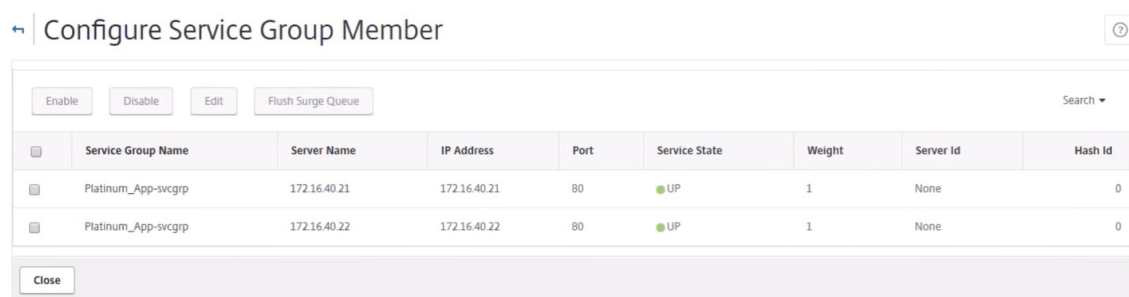 Configure Service Group Member
?
Enable Disable Edit Flush Surge Queue Search
Service Group Name Server Name IP Address Port Service State Weight Server Id Hash Id
Platinum_App-svcgrp 172.16.40.21 172.16.40.21 80 UP 1 None 0
Platinum_App-svcgrp 172.16.40.22 172.16.40.22 80 UP 1 None 0
Close